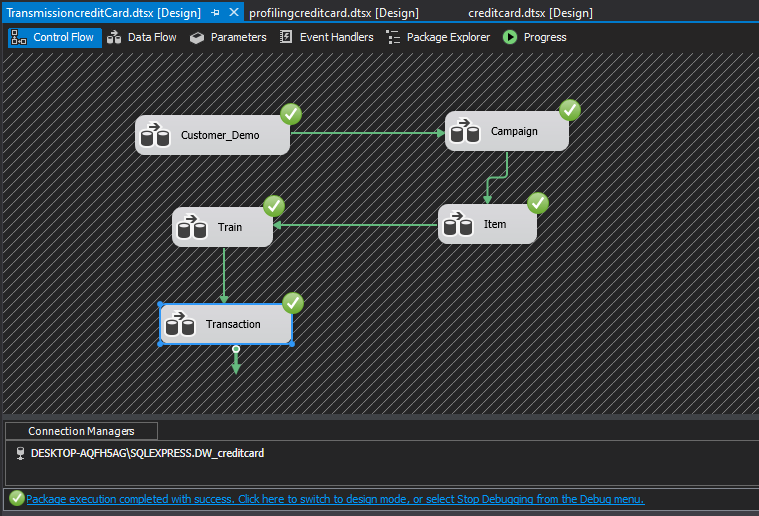 TransmissioncreditCard.dtsx [Design] profilingcreditcard.dtsx [Design] creditcard.dtsx [Design]
Control Flow Data Flow Parameters Event Handlers Package Explorer Progress
Customer_Demo Campaign
Train Item
Transaction
Connection Managers
DESKTOP-AQFH5AG\SQLEXPRESS.DW_creditcard
Package execution completed with success. Click here to switch to design mode, or select Stop Debugging from the Debug menu.